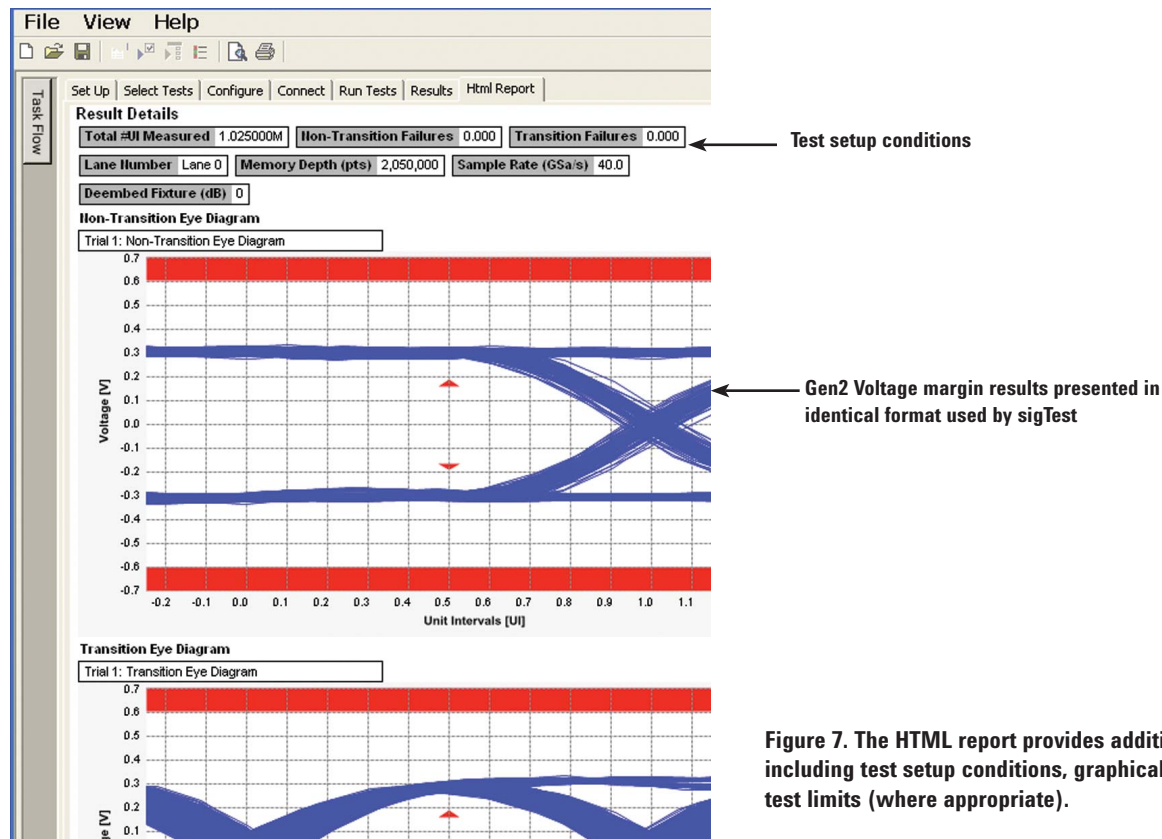 File View Help
Task Flow
Set Up Select Tests Configure Connect Run Tests Results Html Report
Result Details
Total #UI Measured 1.025000M Non-Transition Failures 0.000 Transition Failures 0.000
Lane Number Lane 0 Memory Depth (pts) 2,050,000 Sample Rate (GSa/s) 40.0
Deembed Fixture (dB) 0
Test setup conditions
Non-Transition Eye Diagram
Trial 1: Non-Transition Eye Diagram
0.7
0.6
0.5
0.4
0.3
0.2
0.1
0.0
-0.1
-0.2
-0.3
-0.4
-0.5
-0.6
-0.7
Voltage [V]
-0.2 -0.1 0.0 0.1 0.2 0.3 0.4 0.5 0.6 0.7 0.8 0.9 1.0 1.1
Unit Intervals [UI]
Gen2 Voltage margin results presented in
identical format used by sigTest
Transition Eye Diagram
Trial 1: Transition Eye Diagram
0.7
0.6
0.5
0.4
0.3
0.2
0.1
[V]
Figure 7. The HTML report provides additi
including test setup conditions, graphical
test limits (where appropriate).